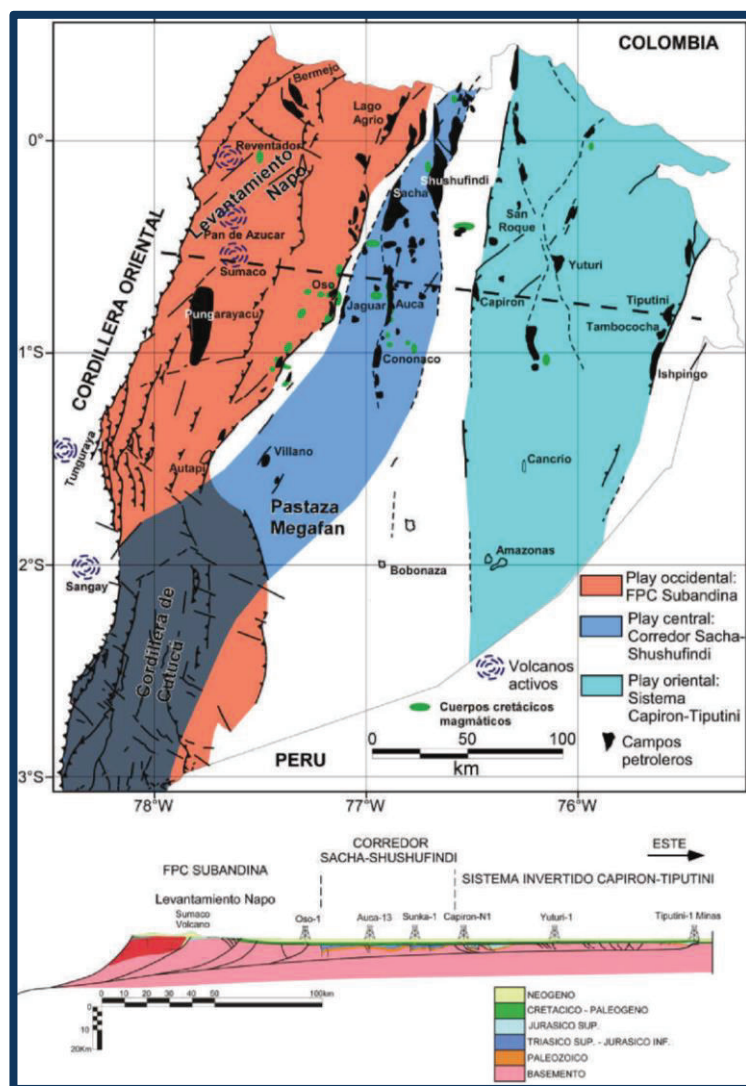 COLOMBIA
Bermejo
Lago
Agrio
0°
Reventador
Levantamiento
Napo
Shushufindi
Sacha
San
Roque
Pan de Azucar
Sumaco
CORDILLERA ORIENTAL
Yuturi
Oso
Pungarayacu
Jaguar
Auca
Capiron
Tiputini
Tambococha
1°S
Cononaco
Ishpingo
Tunguraya
Autapi
Villano
Cancrio
Pastaza
Megafan
Amazonas
2°S
Bobonaza
Sangay
Cordillera de
Cutucú
Play occidental:
FPC Subandina
Play central:
Corredor Sacha-
Shushufindi
Volcanos
activos
Play oriental:
Sistema
Capiron-Tiputini
Cuerpos cretácicos
magmáticos
Campos
petroleros
0 50 100
km
PERU
3°S
78°W 77°W 76°W
CORREDOR
SACHA-SHUSHUFINDI
ESTE
FPC SUBANDINA
SISTEMA INVERTIDO CAPIRON-TIPUTINI
Levantamiento Napo
Sumaco
Volcano
Oso-1 Auca-13 Sunka-1 Capiron-N1 Yuturi-1 Tiputini-1 Minas
0 10 20 30 40 50 100km
0
10
20Km
NEOGENO
CRETACICO - PALEOGENO
JURASICO SUP.
TRIASICO SUP. - JURASICO INF.
PALEOZOICO
BASEMENTO